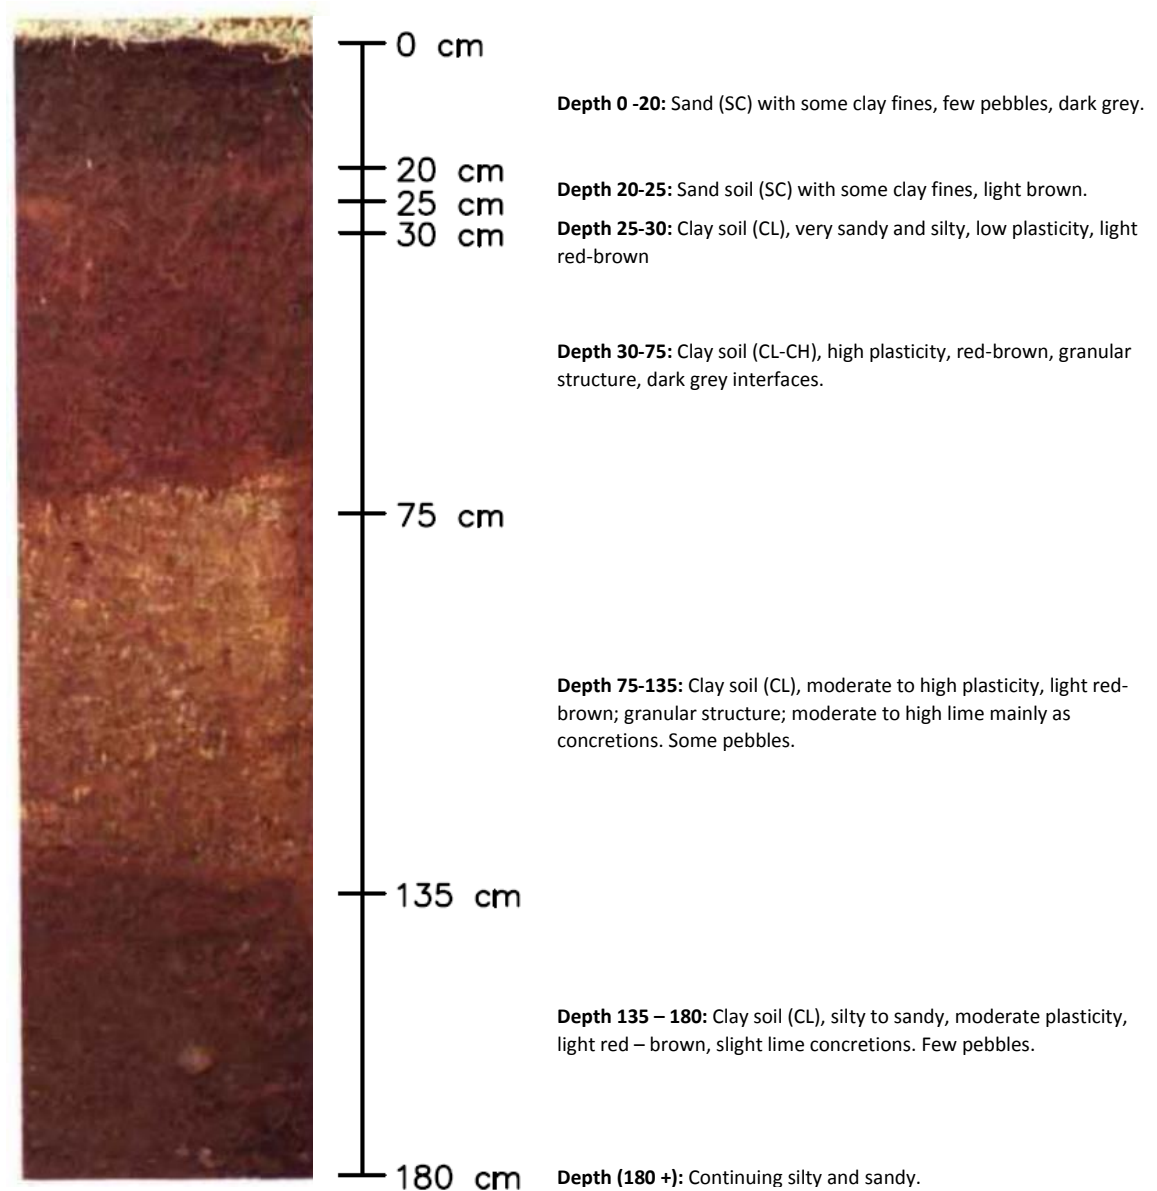 0 cm
Depth 0 -20: Sand (SC) with some clay fines, few pebbles, dark grey.
20 cm
Depth 20-25: Sand soil (SC) with some clay fines, light brown.
25 cm
30 cm
Depth 25-30: Clay soil (CL), very sandy and silty, low plasticity, light
red-brown
Depth 30-75: Clay soil (CL-CH), high plasticity, red-brown, granular
structure, dark grey interfaces.
75 cm
Depth 75-135: Clay soil (CL), moderate to high plasticity, light red-
brown; granular structure; moderate to high lime mainly as
concretions. Some pebbles.
135 cm
Depth 135 – 180: Clay soil (CL), silty to sandy, moderate plasticity,
light red – brown, slight lime concretions. Few pebbles.
180 cm
Depth (180 +): Continuing silty and sandy.